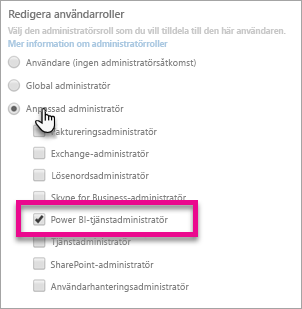 Redigera användarroller
Välj den administratörsroll som du vill tilldela till den här användaren.
Mer information om administratörroller
Användare (ingen administratörsåtkomst)
Global administratör
Anpassad administratör
Faktureringsadministratör
Exchange-administratör
Lösenordsadministratör
Skype for Business-administratör
Power BI-tjänstadministratör
Tjänstadministratör
SharePoint-administratör
Användarhanteringsadministratör